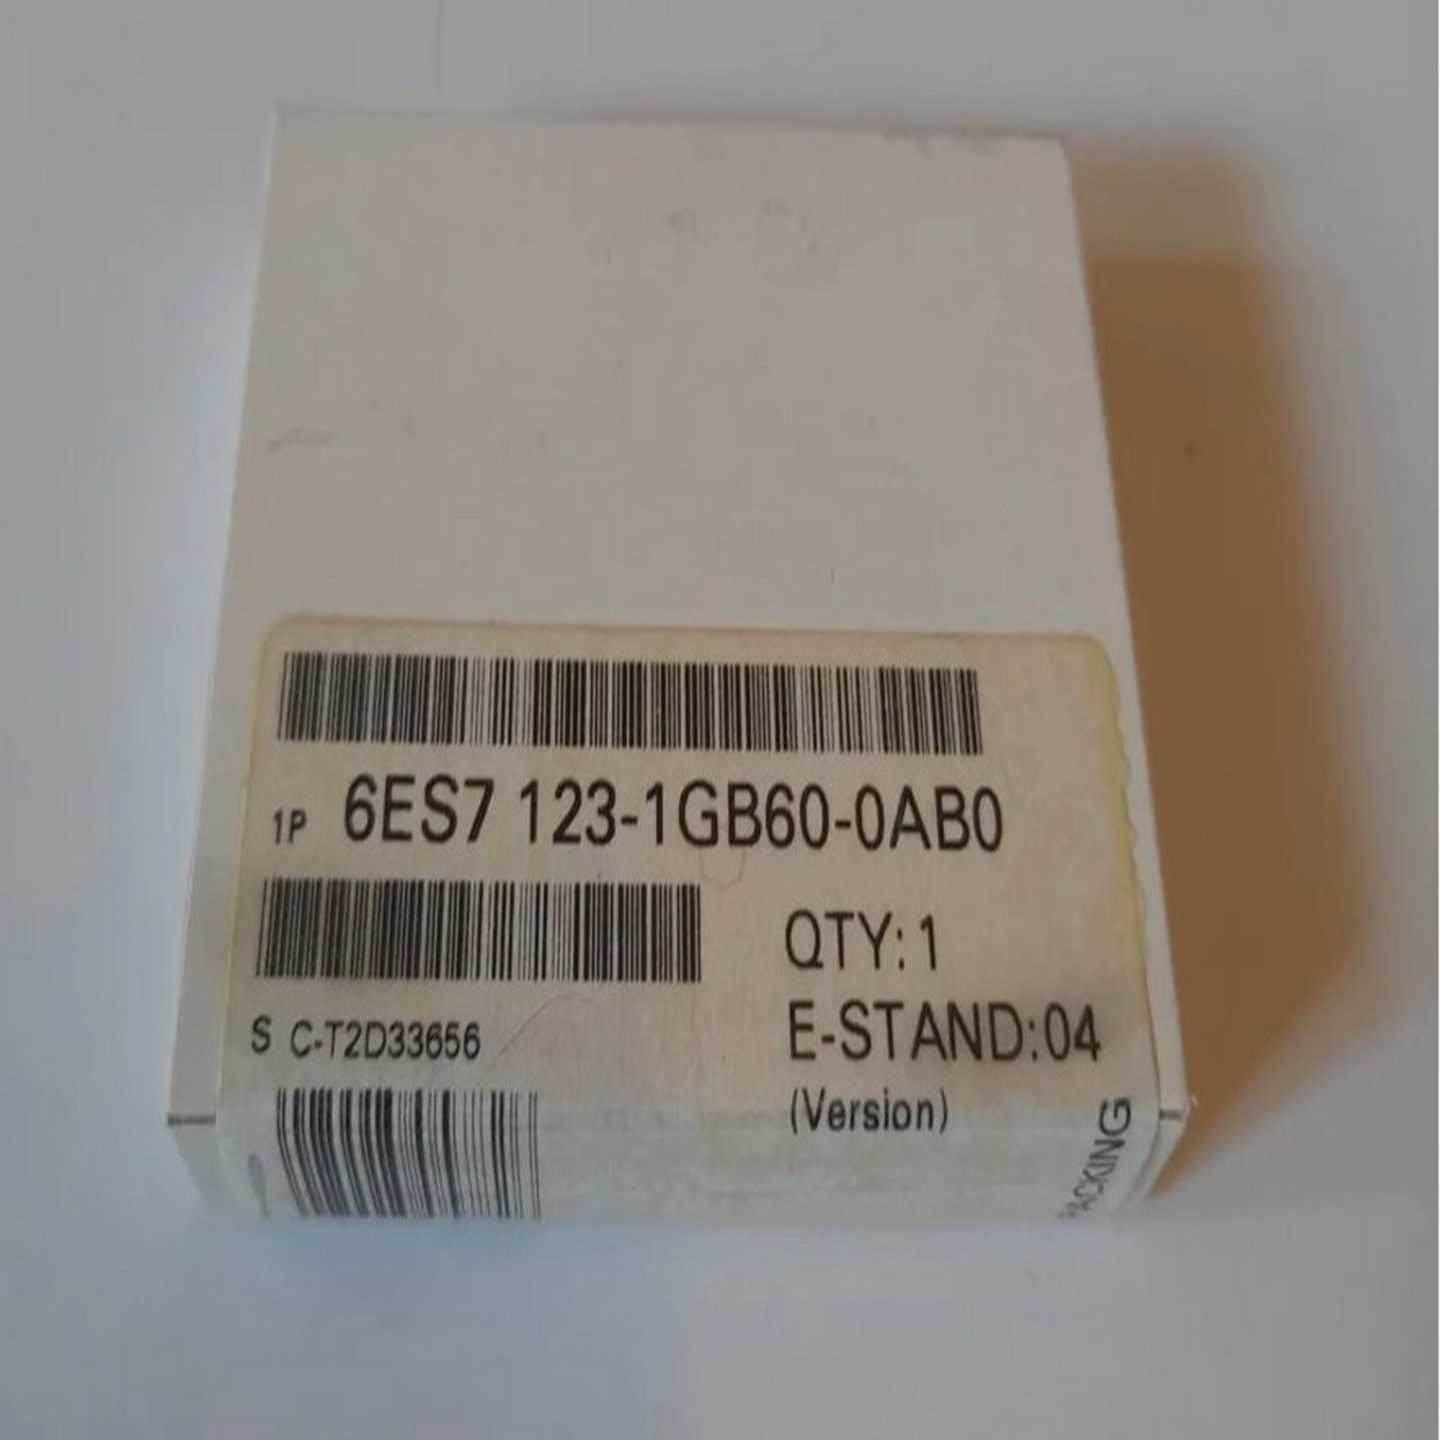 1P 6ES7 123-1GB60-0AB0
QTY: 1
S C-T2D33656
E-STAND:04
(Version)
PACKING